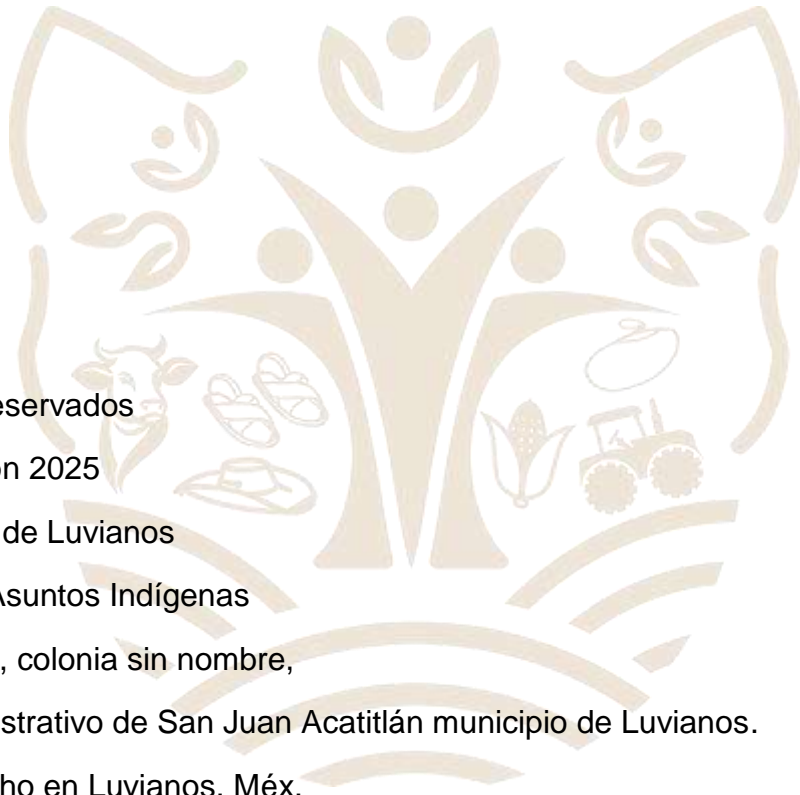 eservados
n 2025
de Luvianos
Asuntos Indígenas
, colonia sin nombre,
strativo de San Juan Acatitlán municipio de Luvianos.
ho en Luvianos, Méx.